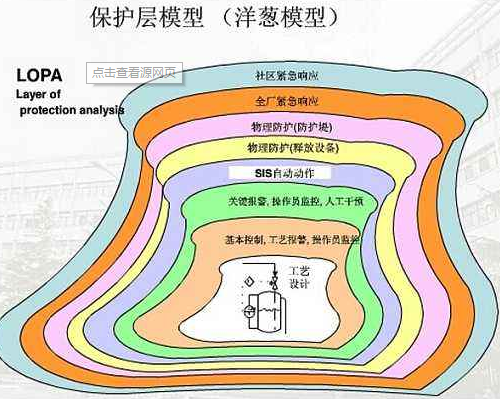 保护层模型 （洋葱模型）
LOPA
Layer of
protection analysis
点击查看源网页
社区紧急响应
全厂紧急响应
物理防护(防护堤)
物理防护(释放设备)
SIS自动动作
关键报警, 操作员监控, 人工干预
基本控制, 工艺报警, 操作员监控
工艺
设计